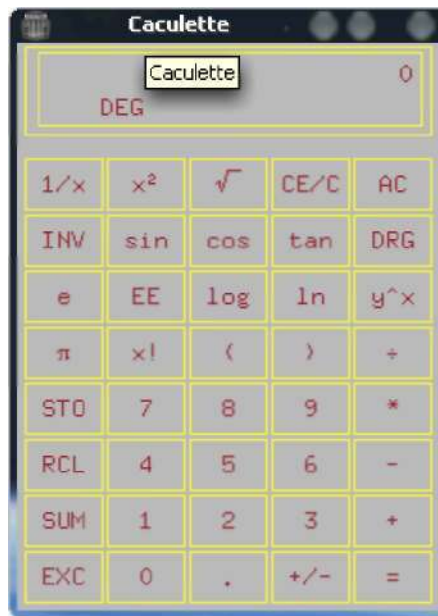 Caculette
Caculette
0
DEG
1/x x² √ CE/C AC
INV sin cos tan DRG
e EE log ln y^x
π x! ( ) ÷
STO 7 8 9 *
RCL 4 5 6 -
SUM 1 2 3 +
EXC 0 . +/- =